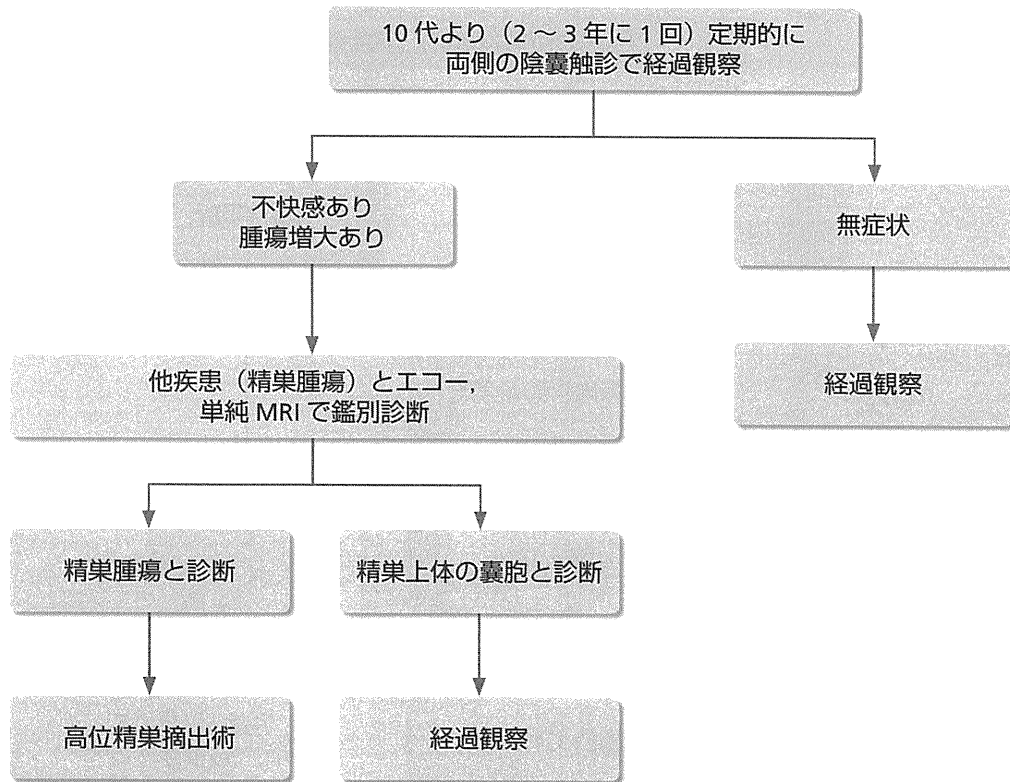 10 代より（2 〜 3 年に 1 回）定期的に
両側の陰嚢触診で経過観察
不快感あり
腫瘍増大あり
無症状
他疾患（精巣腫瘍）とエコー，
単純 MRI で鑑別診断
経過観察
精巣腫瘍と診断
精巣上体の嚢胞と診断
高位精巣摘出術
経過観察